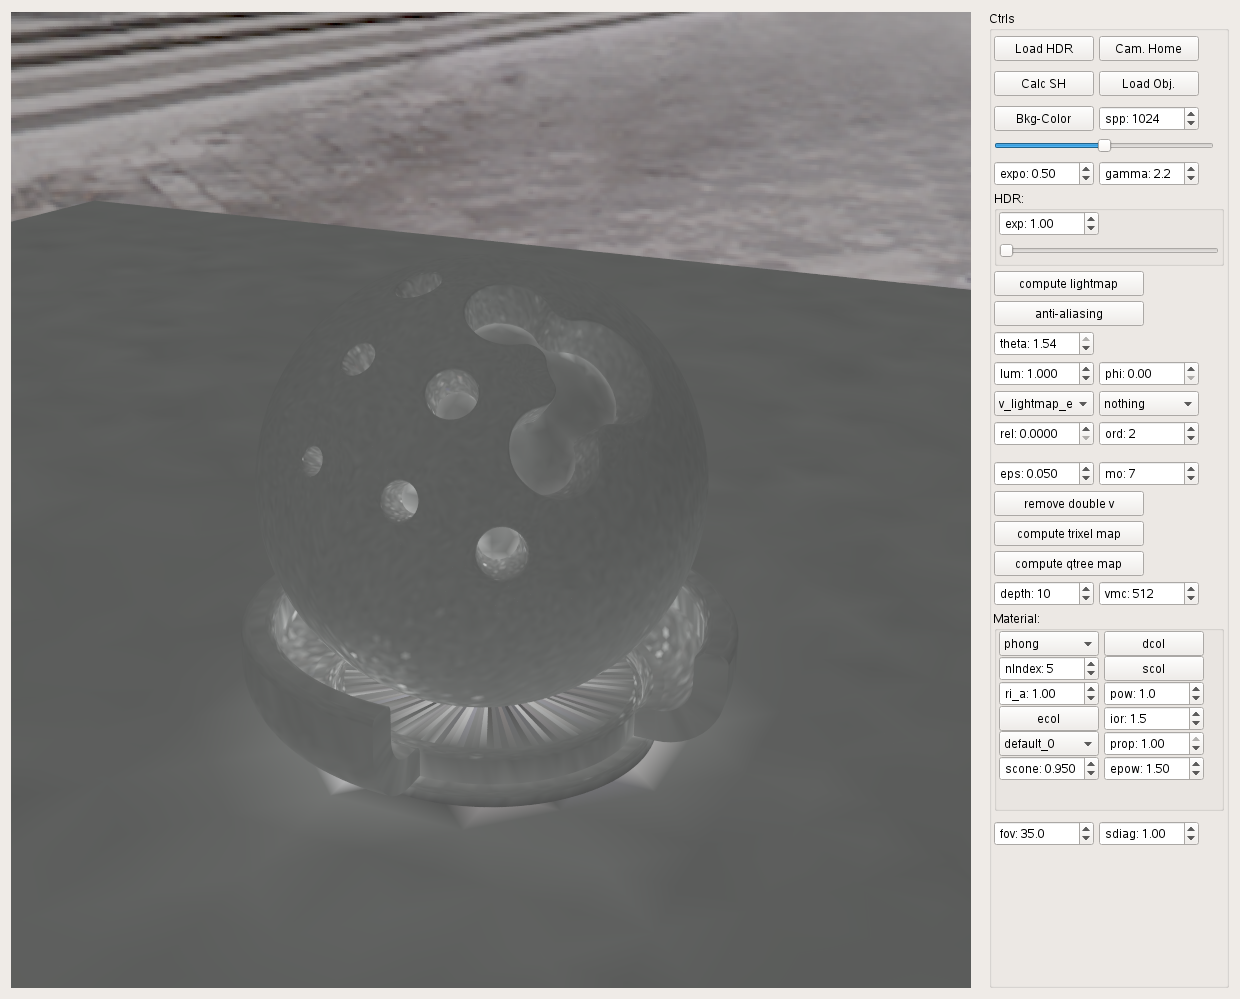 Ctrls
Load HDR Cam. Home
Calc SH Load Obj.
Bkg-Color spp: 1024
expo: 0.50 gamma: 2.2
HDR:
exp: 1.00
compute lightmap
anti-aliasing
theta: 1.54
lum: 1.000 phi: 0.00
v_lightmap_e nothing
rel: 0.0000 ord: 2
eps: 0.050 mo: 7
remove double v
compute trixel map
compute qtree map
depth: 10 vmc: 512
Material:
phong dcol
nIndex: 5 scol
ri_a: 1.00 pow: 1.0
ecol ior: 1.5
default_0 prop: 1.00
scone: 0.950 epow: 1.50
fov: 35.0 sdiag: 1.00